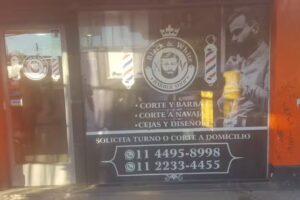 Black & White
BARBER SHOP
• CORTE Y BARBA
• CORTE A NAVAJA
• CEJAS Y DISEÑOS
SOLICITA TURNO O CORTE A DOMICILIO
11 4495-8998
11 2233-4455